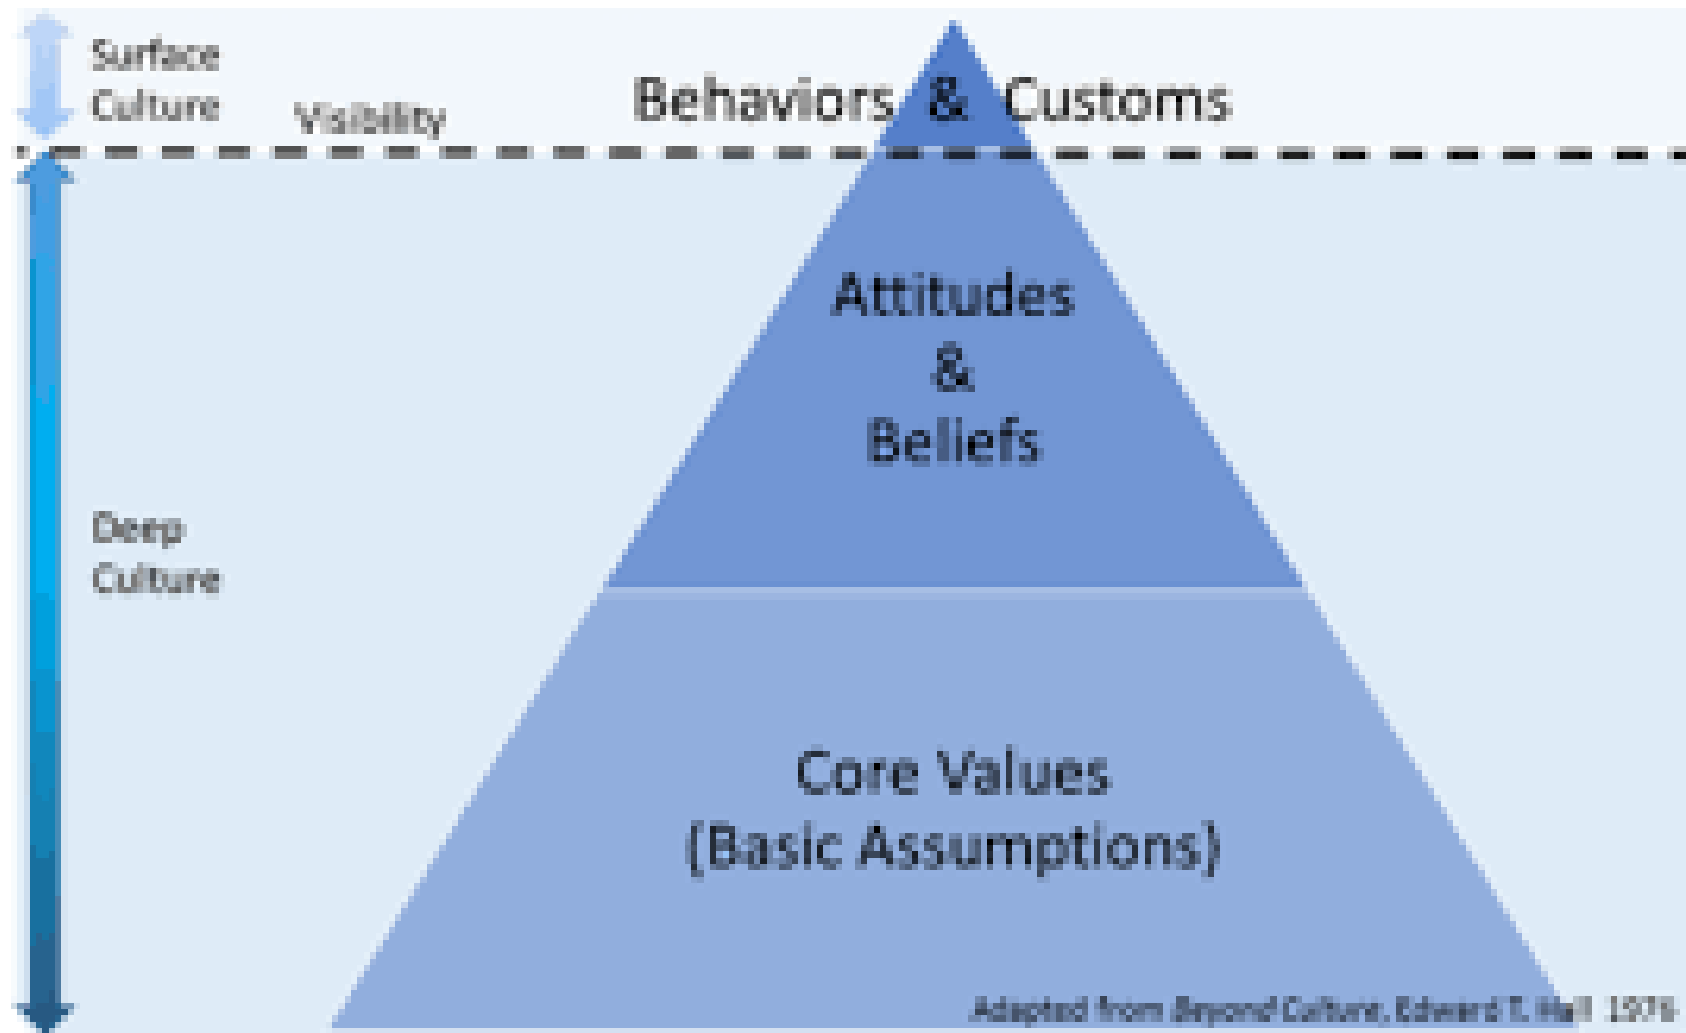 Surface
Culture
Visibility
Behaviors & Customs
Attitudes
&
Beliefs
Deep
Culture
Core Values
(Basic Assumptions)
Adapted from Beyond Culture, Edward T. Hall 1976